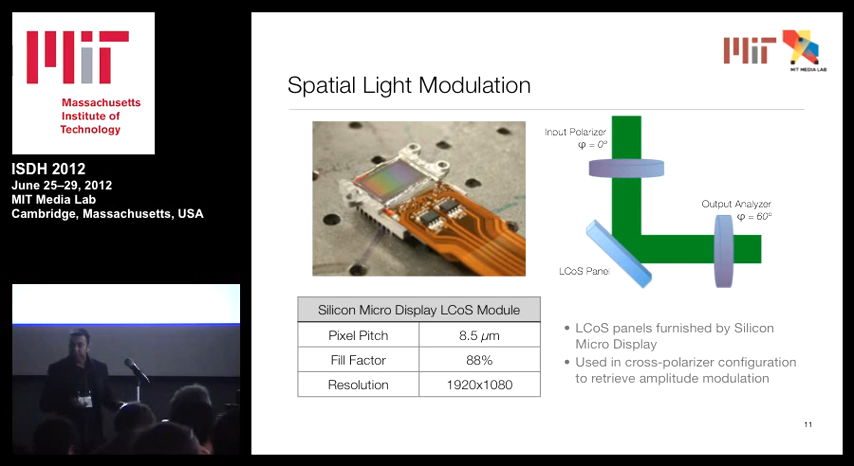 MIT
Massachusetts
Institute of
Technology
ISDH 2012
June 25–29, 2012
MIT Media Lab
Cambridge, Massachusetts, USA
MIT
MIT MEDIA LAB
Spatial Light Modulation
Input Polarizer
φ = 0°
Output Analyzer
φ = 60°
LCoS Panel
Silicon Micro Display LCoS Module
Pixel Pitch 8.5 µm
Fill Factor 88%
Resolution 1920x1080
• LCoS panels furnished by Silicon
Micro Display
• Used in cross-polarizer configuration
to retrieve amplitude modulation
11